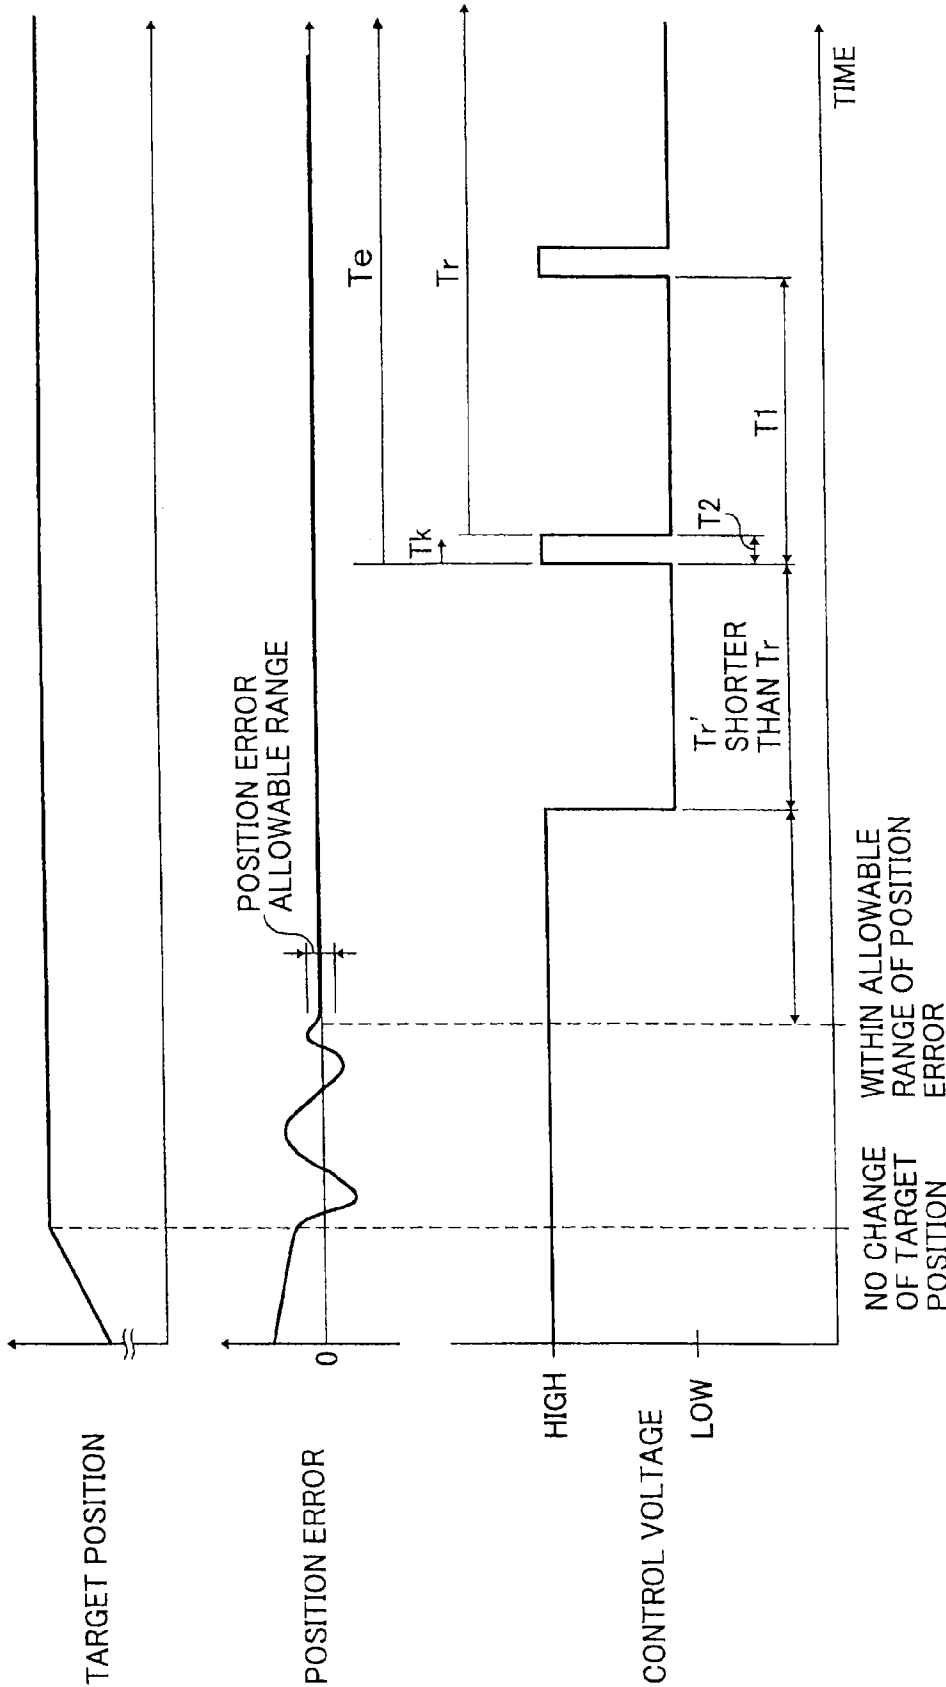 TARGET POSITION
POSITION ERROR
0
POSITION ERROR
ALLOWABLE RANGE
Te
Tk
Tr
CONTROL VOLTAGE
HIGH
LOW
Tr'
SHORTER
THAN Tr
T2
T1
TIME
NO CHANGE
OF TARGET
POSITION
WITHIN ALLOWABLE
RANGE OF POSITION
ERROR